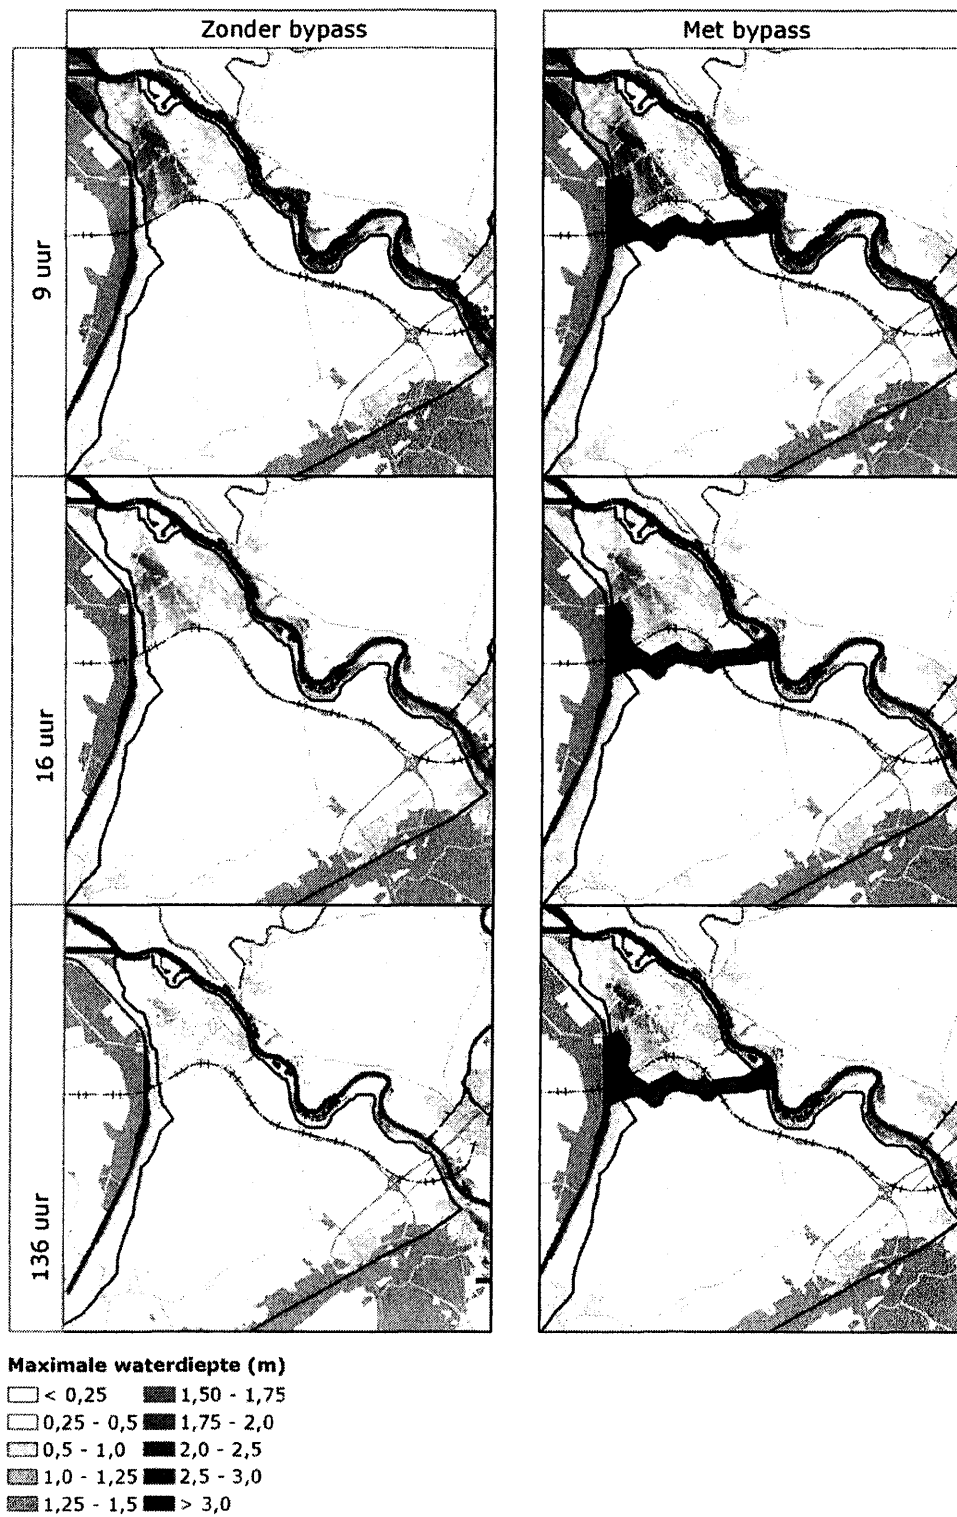 Zonder bypass
Met bypass
9 uur
16 uur
136 uur
Maximale waterdiepte (m)
< 0,25
1,50 - 1,75
0,25 - 0,5
1,75 - 2,0
0,5 - 1,0
2,0 - 2,5
1,0 - 1,25
2,5 - 3,0
1,25 - 1,5
> 3,0